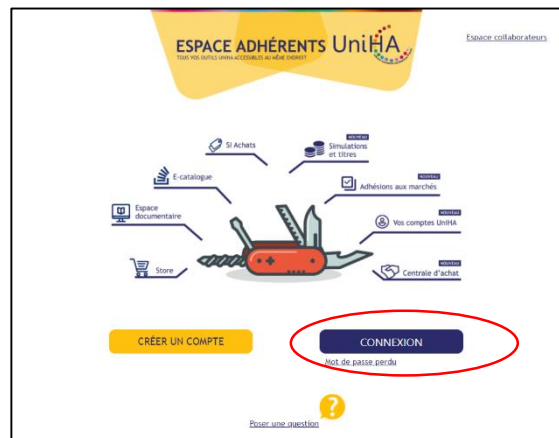 ESPACE ADHÉRENTS UniHA
TOUS VOS OUTILS UNIHA ACCESSIBLES AU MÊME ENDROIT
Espace collaborateurs
SI Achats
NOUVEAU
Simulations
et titres
E-catalogue
NOUVEAU
Adhésions aux marchés
Espace
documentaire
NOUVEAU
Vos comptes UniHA
Store
NOUVEAU
Centrale d'achat
CRÉER UN COMPTE
CONNEXION
Mot de passe perdu
?
Poser une question